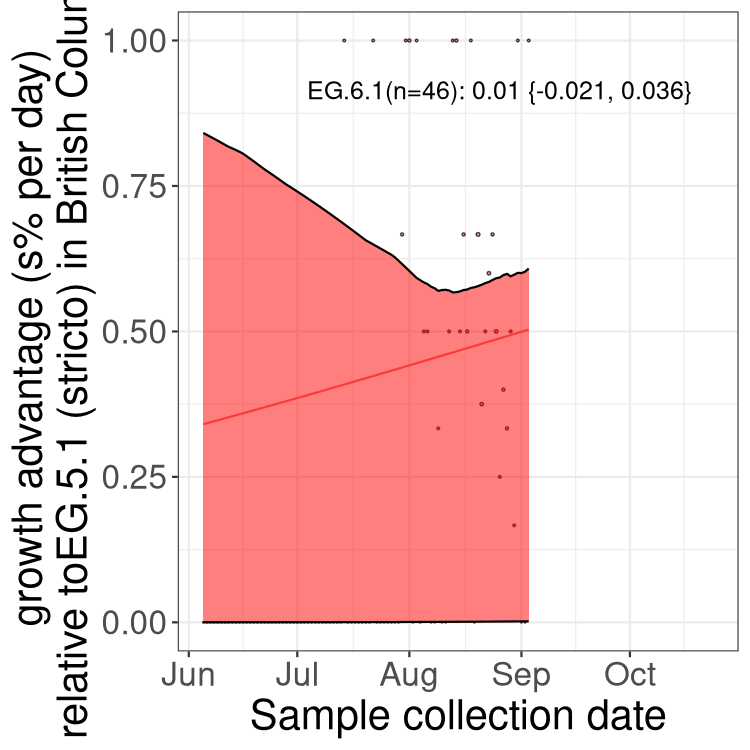 growth advantage (s% per day)
relative toEG.5.1 (stricto) in British
1.00
0.75
0.50
0.25
0.00
EG.6.1(n=46): 0.01 {-0.021, 0.036}
Jun Jul Aug Sep Oct
Sample collection date